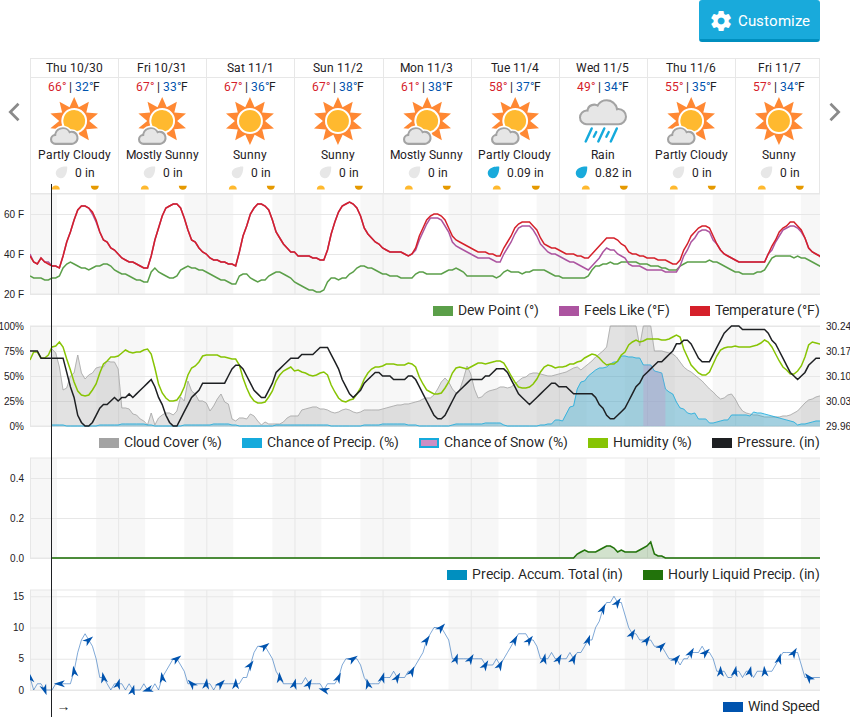 Customize
Thu 10/30 Fri 10/31 Sat 11/1 Sun 11/2 Mon 11/3 Tue 11/4 Wed 11/5 Thu 11/6 Fri 11/7
66° | 32°F 67° | 33°F 67° | 36°F 67° | 38°F 61° | 38°F 58° | 37°F 49° | 34°F 55° | 35°F 57° | 34°F
Partly Cloudy Mostly Sunny Sunny Sunny Mostly Sunny Partly Cloudy Rain Partly Cloudy Sunny
0 in 0 in 0 in 0 in 0 in 0.09 in 0.82 in 0 in 0 in
60 F
40 F
20 F
Dew Point (°) Feels Like (°F) Temperature (°F)
100% 30.24
75% 30.17
50% 30.10
25% 30.03
0% 29.96
Cloud Cover (%) Chance of Precip. (%) Chance of Snow (%) Humidity (%) Pressure. (in)
0.4
0.2
0.0
Precip. Accum. Total (in) Hourly Liquid Precip. (in)
15
10
5
0
→ Wind Speed